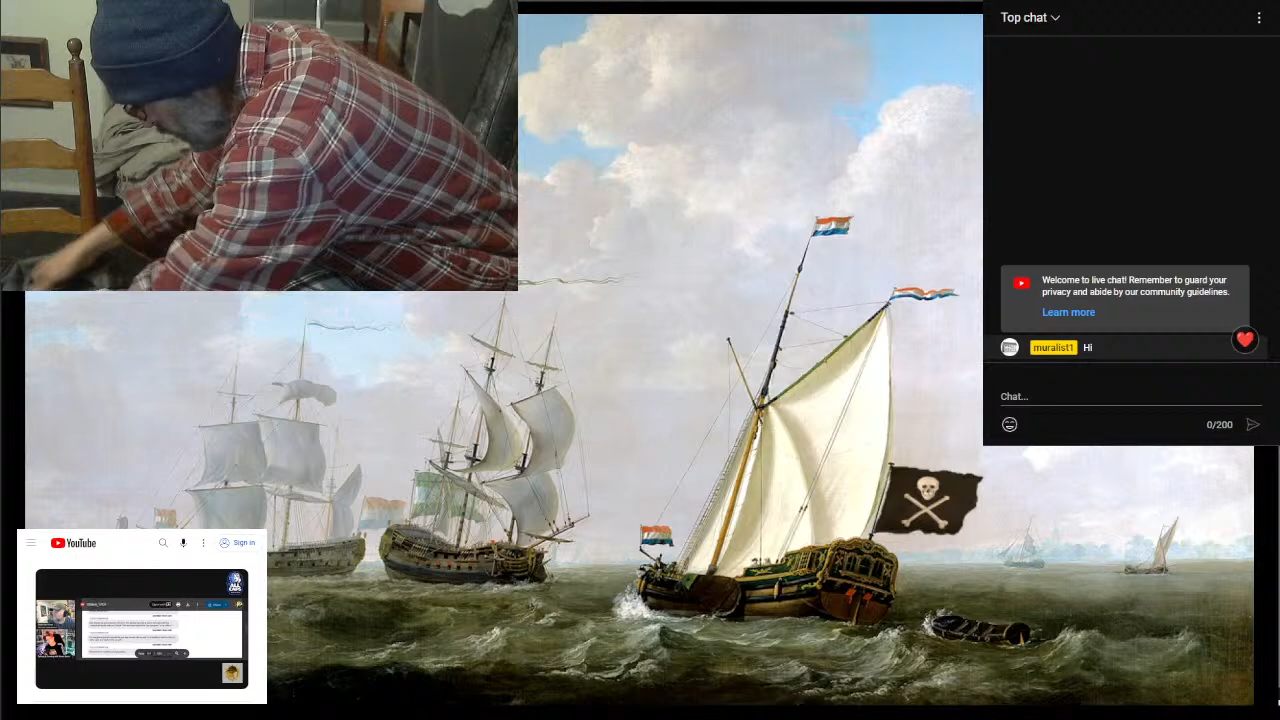 Top chat
Welcome to live chat! Remember to guard your
privacy and abide by our community guidelines.
Learn more
muralist1 Hi
Chat...
0/200
YouTube
Sign in